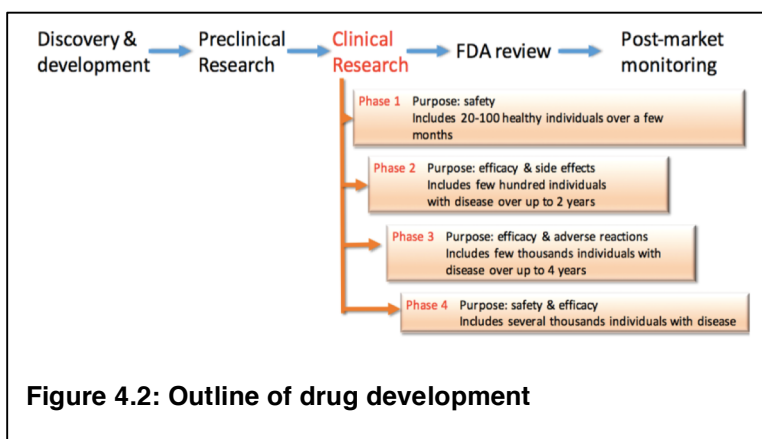 Discovery & development
Preclinical Research
Clinical Research
FDA review
Post-market monitoring
Phase 1 Purpose: safety
Includes 20-100 healthy individuals over a few
months
Phase 2 Purpose: efficacy & side effects
Includes few hundred individuals
with disease over up to 2 years
Phase 3 Purpose: efficacy & adverse reactions
Includes few thousands individuals with
disease over up to 4 years
Phase 4 Purpose: safety & efficacy
Includes several thousands individuals with disease
Figure 4.2: Outline of drug development